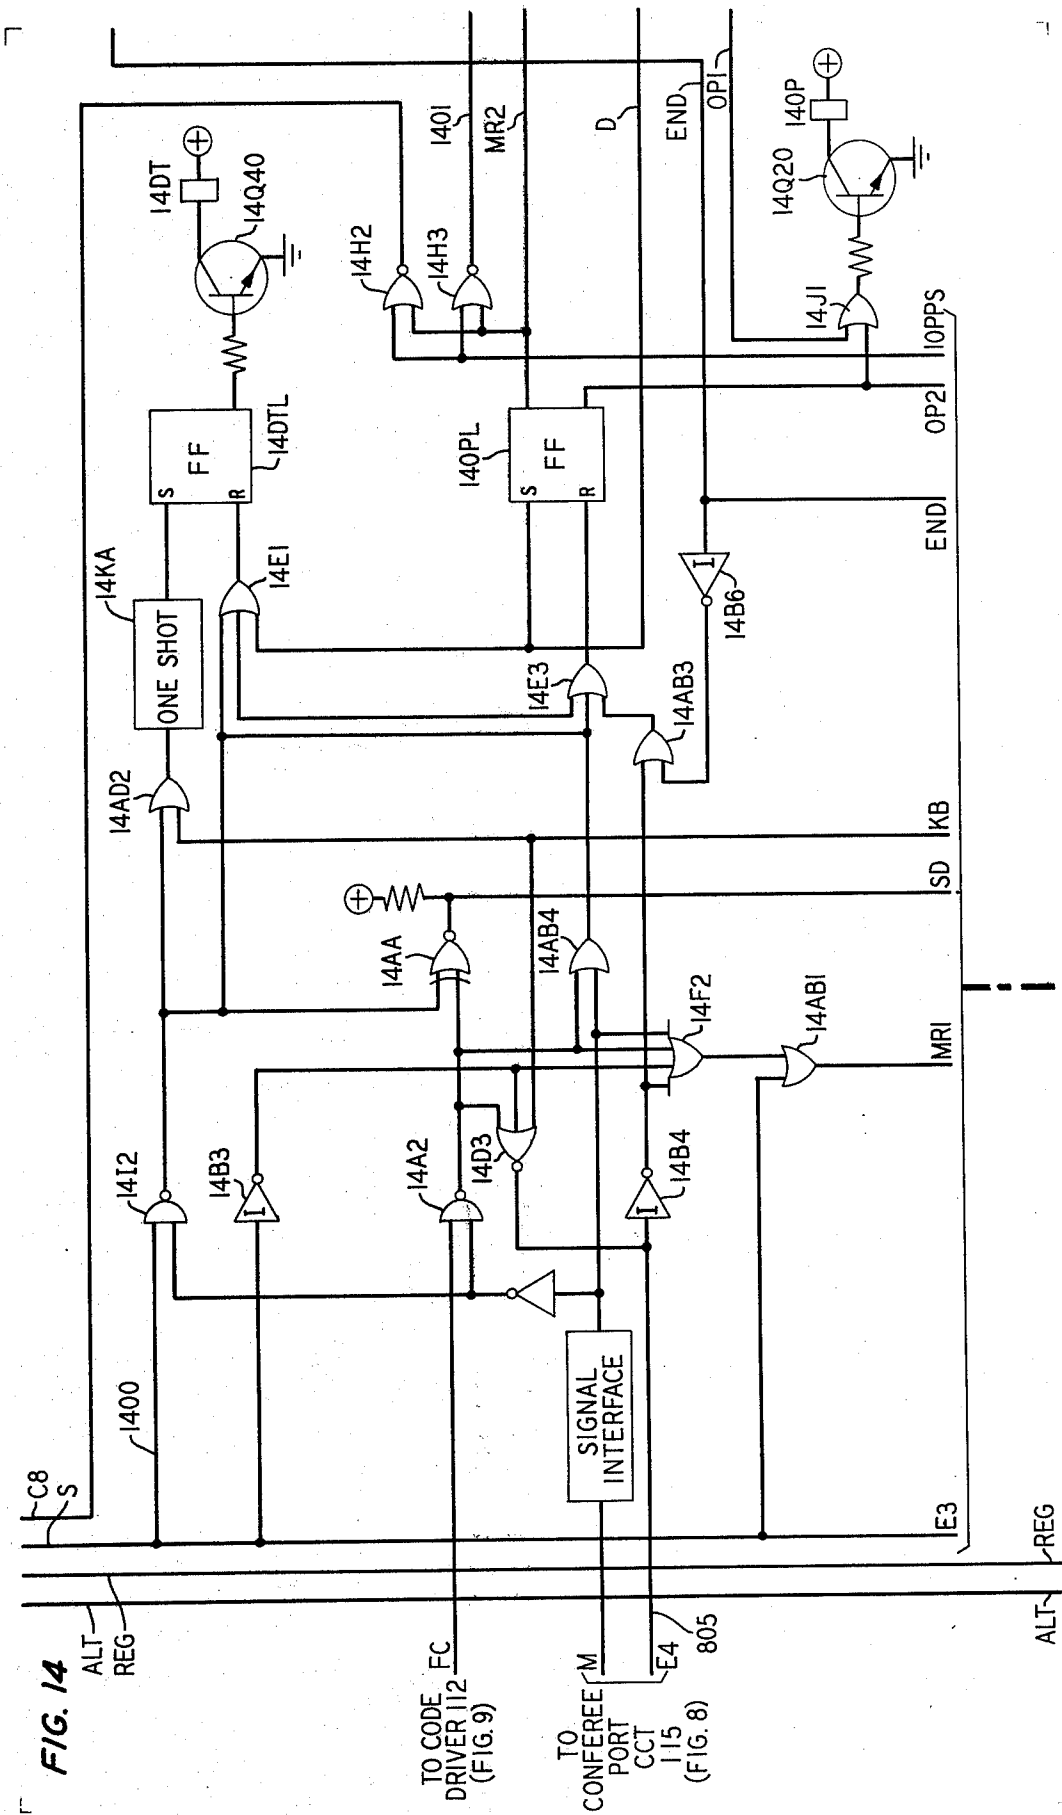 FIG. 14
ALT
REG
C8
S
1400
TO CODE
DRIVER 112
(FIG. 9)
FC
TO
CONFEREE
PORT
CCT
115
(FIG. 8)
M
E4
805
SIGNAL
INTERFACE
14I2
14B3
I
14A2
14D3
14B4
I
14F2
14AB1
14AA
14AB4
14AD2
14KA
ONE SHOT
14E1
14E3
14AB3
14B6
I
S
FF
R
14DTL
14OPL
S
FF
R
14DT
14Q40
14H2
14H3
140I
MR2
D
END
OP1
14Q20
14OP
14J1
ALT
REG
E3
MR1
SD
KB
END
OP2
10PPS